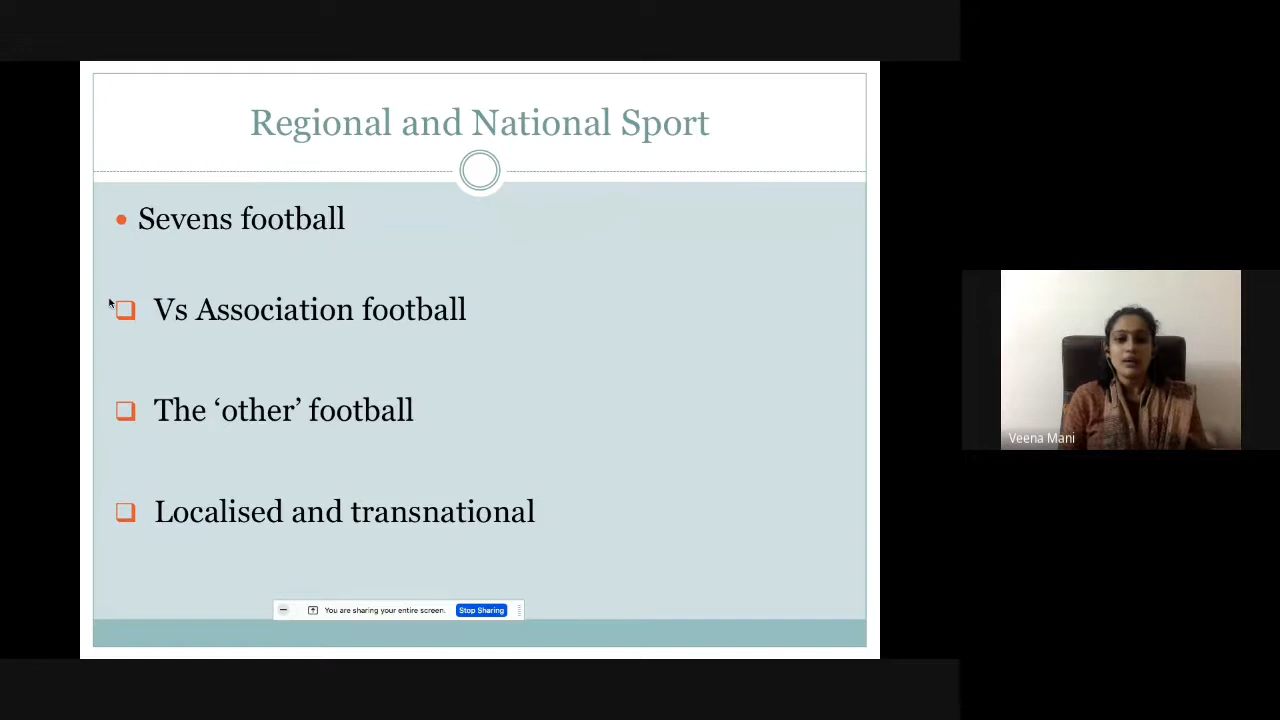 Regional and National Sport
• Sevens football
❑ Vs Association football
❑ The ‘other’ football
❑ Localised and transnational
You are sharing your entire screen. Stop Sharing
Veena Mani